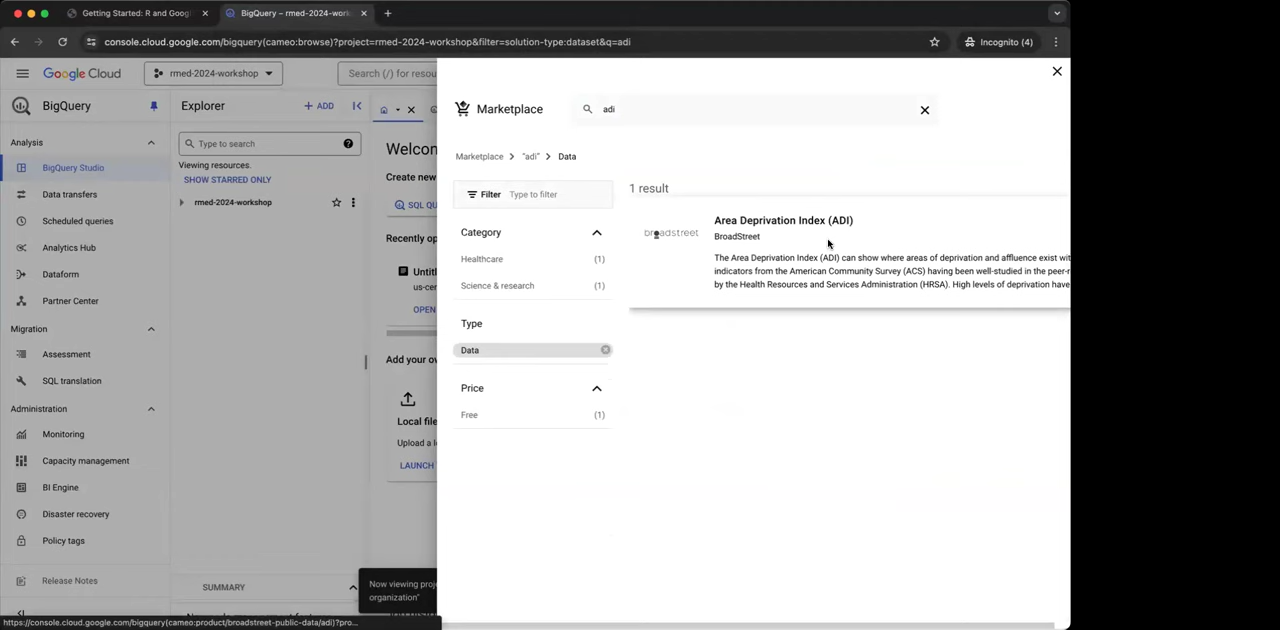 Getting Started: R and Goog
BigQuery – rmed-2024-work
console.cloud.google.com/bigquery(cameo:browse)?project=rmed-2024-workshop&filter=solution-type:dataset&q=adi
Incognito (4)
Google Cloud
rmed-2024-workshop
Search (/) for resou
BigQuery
Analysis
BigQuery Studio
Data transfers
Scheduled queries
Analytics Hub
Dataform
Partner Center
Migration
Assessment
SQL translation
Administration
Monitoring
Capacity management
BI Engine
Disaster recovery
Policy tags
Release Notes
Explorer
+ ADD
Type to search
Viewing resources.
SHOW STARRED ONLY
rmed-2024-workshop
SUMMARY
Welcon
Create new
SQL QU
Recently op
Untitl
us-cen
OPEN
Add your ov
Local file
Upload a lo
LAUNCH
Now viewing proje
organization"
Marketplace
adi
Marketplace > "adi" > Data
Filter Type to filter
Category
Healthcare (1)
Science & research (1)
Type
Data
Price
Free (1)
1 result
broadstreet
Area Deprivation Index (ADI)
BroadStreet
The Area Deprivation Index (ADI) can show where areas of deprivation and affluence exist wit
indicators from the American Community Survey (ACS) having been well-studied in the peer-r
by the Health Resources and Services Administration (HRSA). High levels of deprivation have
https://console.cloud.google.com/bigquery(cameo:product/broadstreet-public-data/adi)?pro...